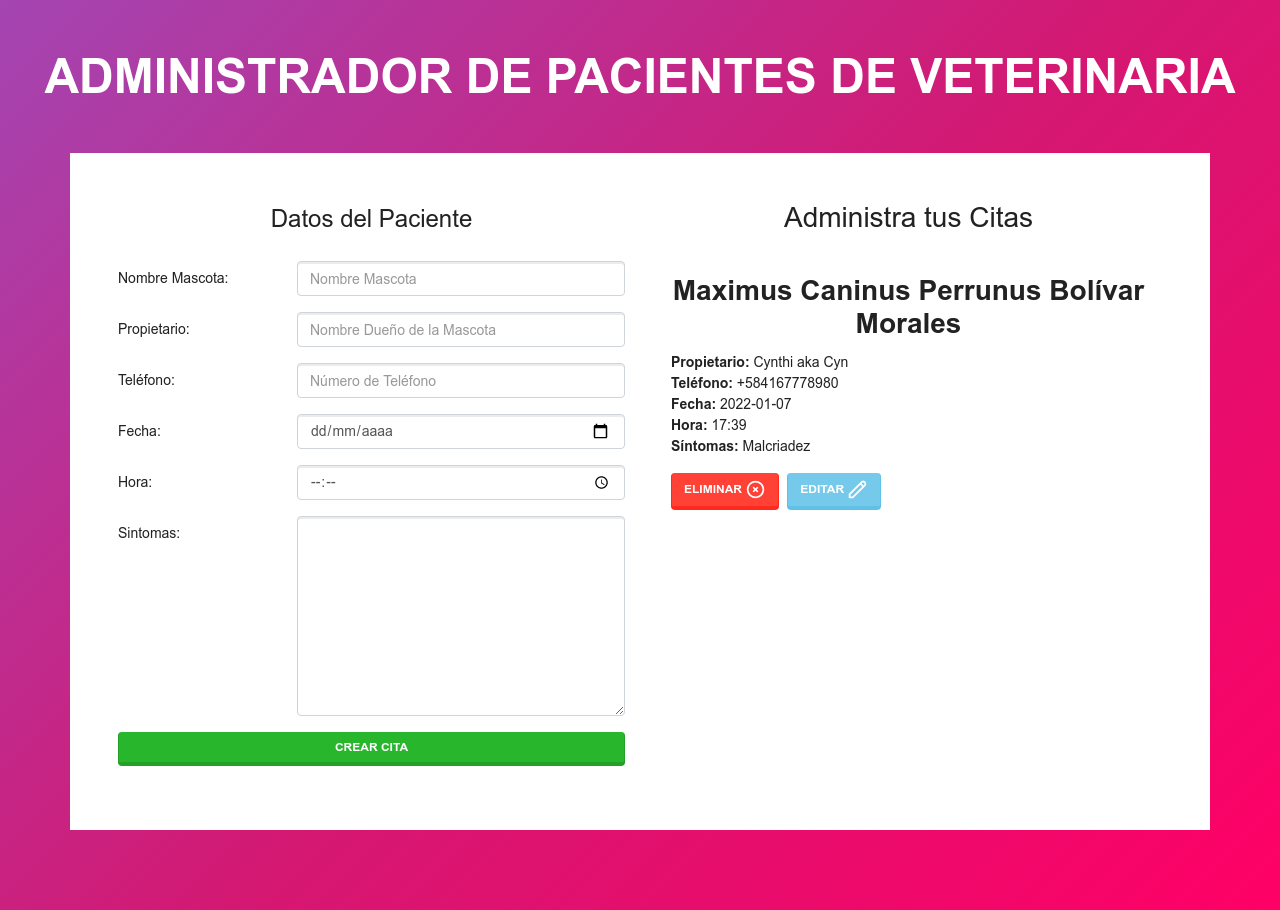 ADMINISTRADOR DE PACIENTES DE VETERINARIA
Datos del Paciente
Nombre Mascota:
Nombre Mascota
Propietario:
Nombre Dueño de la Mascota
Teléfono:
Número de Teléfono
Fecha:
dd/mm/aaaa
Hora:
--:--
Sintomas:
CREAR CITA
Administra tus Citas
Maximus Caninus Perrunus Bolívar
Morales
Propietario: Cynthi aka Cyn
Teléfono: +584167778980
Fecha: 2022-01-07
Hora: 17:39
Síntomas: Malcriadez
ELIMINAR
EDITAR